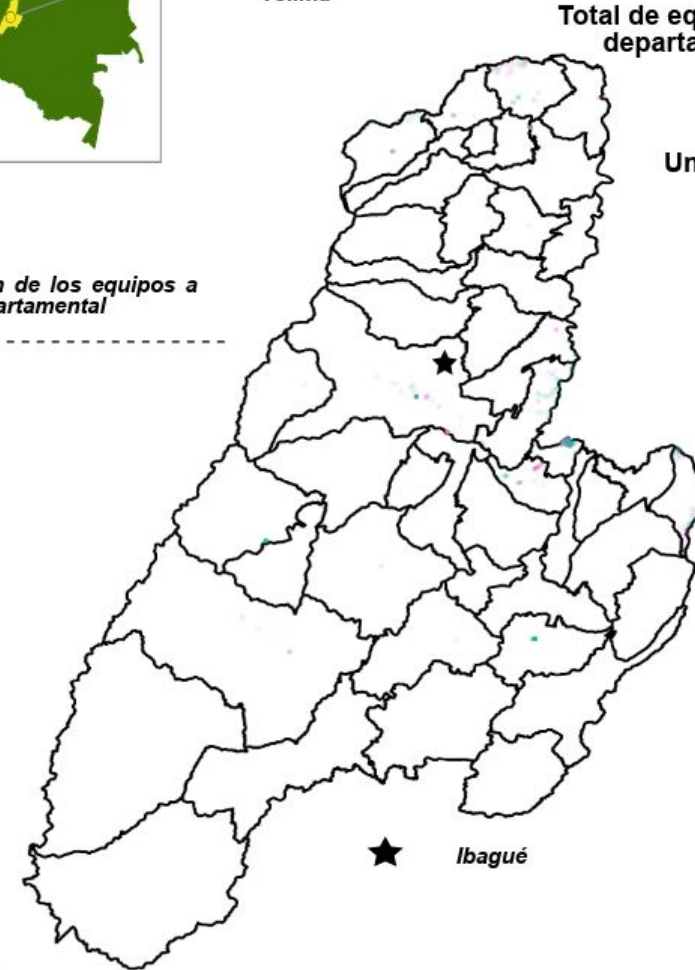 Total de eq
departa
Un
n de los equipos a
artamental
Ibagué